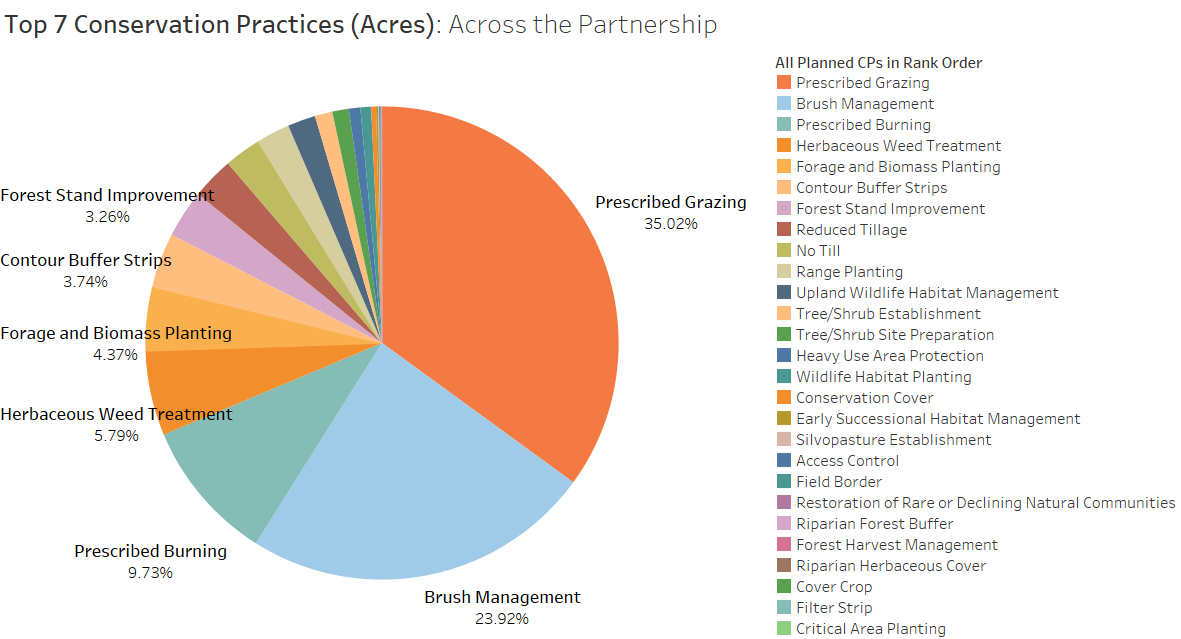 Top 7 Conservation Practices (Acres): Across the Partnership
All Planned CPs in Rank Order
Prescribed Grazing
Brush Management
Prescribed Burning
Herbaceous Weed Treatment
Forage and Biomass Planting
Contour Buffer Strips
Forest Stand Improvement
Reduced Tillage
No Till
Range Planting
Upland Wildlife Habitat Management
Tree/Shrub Establishment
Tree/Shrub Site Preparation
Heavy Use Area Protection
Wildlife Habitat Planting
Conservation Cover
Early Successional Habitat Management
Silvopasture Establishment
Access Control
Field Border
Restoration of Rare or Declining Natural Communities
Riparian Forest Buffer
Forest Harvest Management
Riparian Herbaceous Cover
Cover Crop
Filter Strip
Critical Area Planting
Forest Stand Improvement
3.26%
Contour Buffer Strips
3.74%
Forage and Biomass Planting
4.37%
Herbaceous Weed Treatment
5.79%
Prescribed Burning
9.73%
Brush Management
23.92%
Prescribed Grazing
35.02%